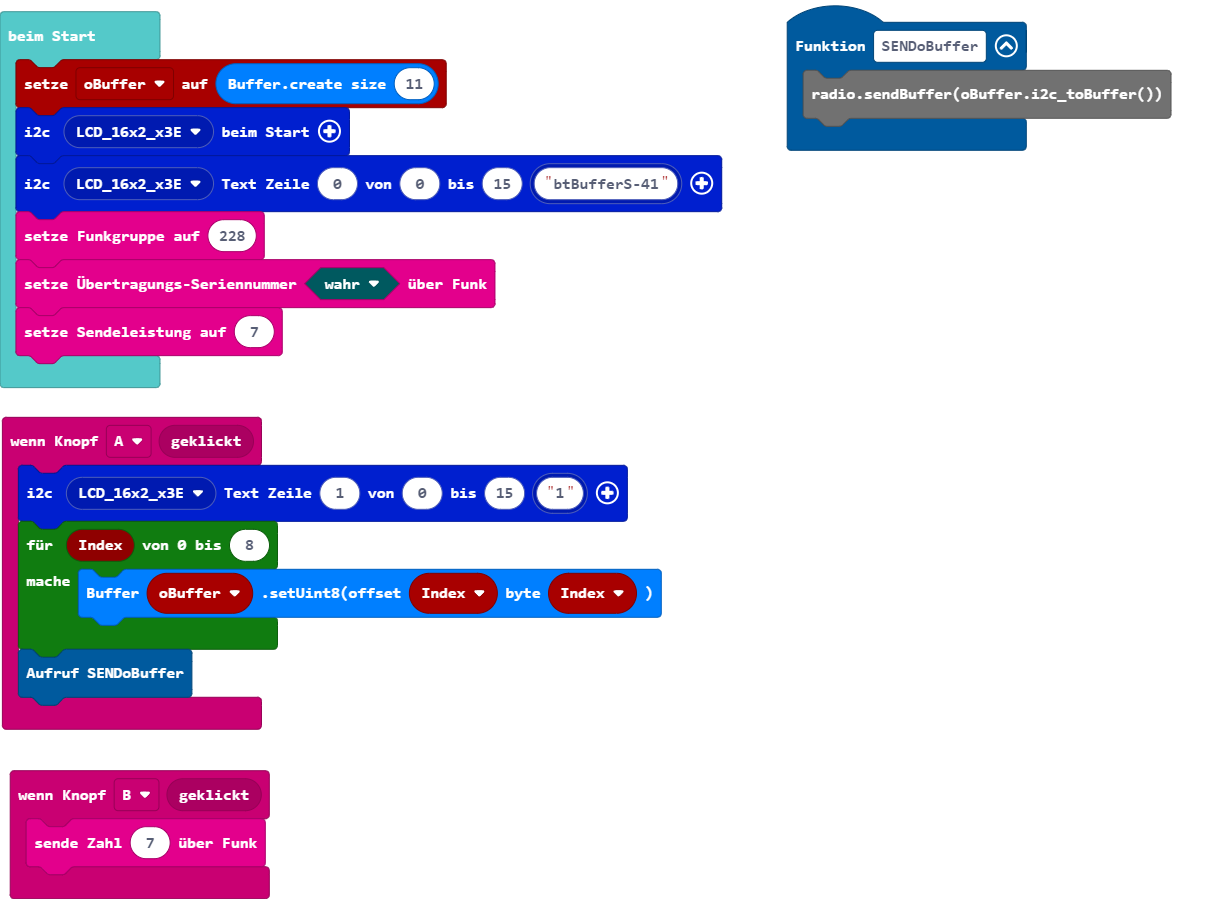 beim Start
setze oBuffer auf Buffer.create size 11
i2c LCD_16x2_x3E beim Start
i2c LCD_16x2_x3E Text Zeile 0 von 0 bis 15 "btBufferS-41"
setze Funkgruppe auf 228
setze Übertragungs-Seriennummer wahr über Funk
setze Sendeleistung auf 7
wenn Knopf A geklickt
i2c LCD_16x2_x3E Text Zeile 1 von 0 bis 15 "1"
für Index von 0 bis 8
mache Buffer oBuffer .setUint8(offset Index byte Index )
Aufruf SENDoBuffer
wenn Knopf B geklickt
sende Zahl 7 über Funk
Funktion SENDoBuffer
radio.sendBuffer(oBuffer.i2c_toBuffer())